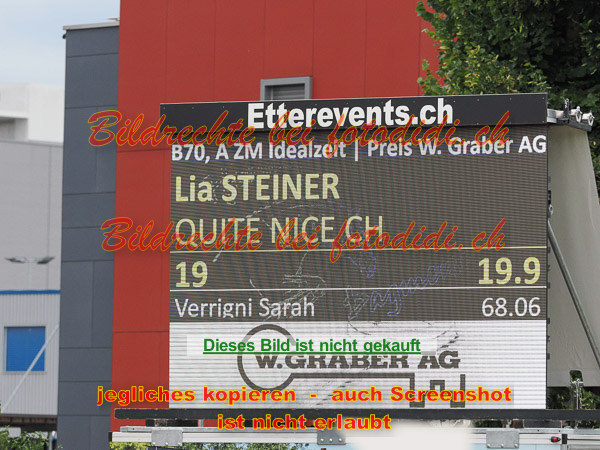 Etterevents.ch
Bildrechte bei fotodidi.ch
B70, A ZM Idealzeit | Preis W. Graber AG
Lia STEINER
QUITE NICE CH
Bildrechte bei fotodidi.ch
19 19.9
Verrigni Sarah 68.06
Dieses Bild ist nicht gekauft
W.GRABER AG
jegliches kopieren - auch Screenshot
ist nicht erlaubt